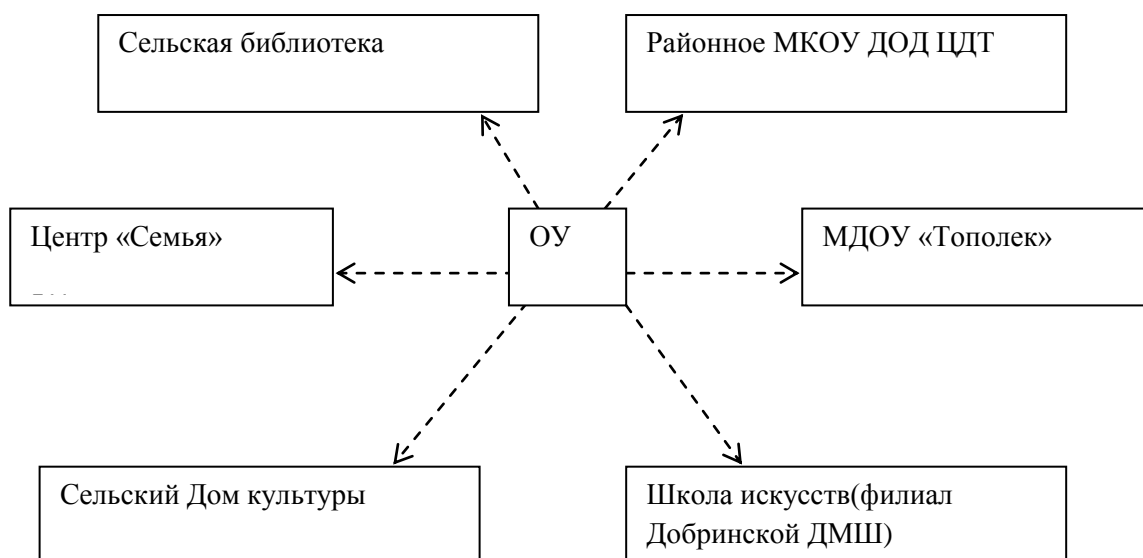 Сельская библиотека
Районное МКОУ ДОД ЦДТ
Центр «Семья»
ОУ
МДОУ «Тополек»
Сельский Дом культуры
Школа искусств(филиал
Добринской ДМШ)